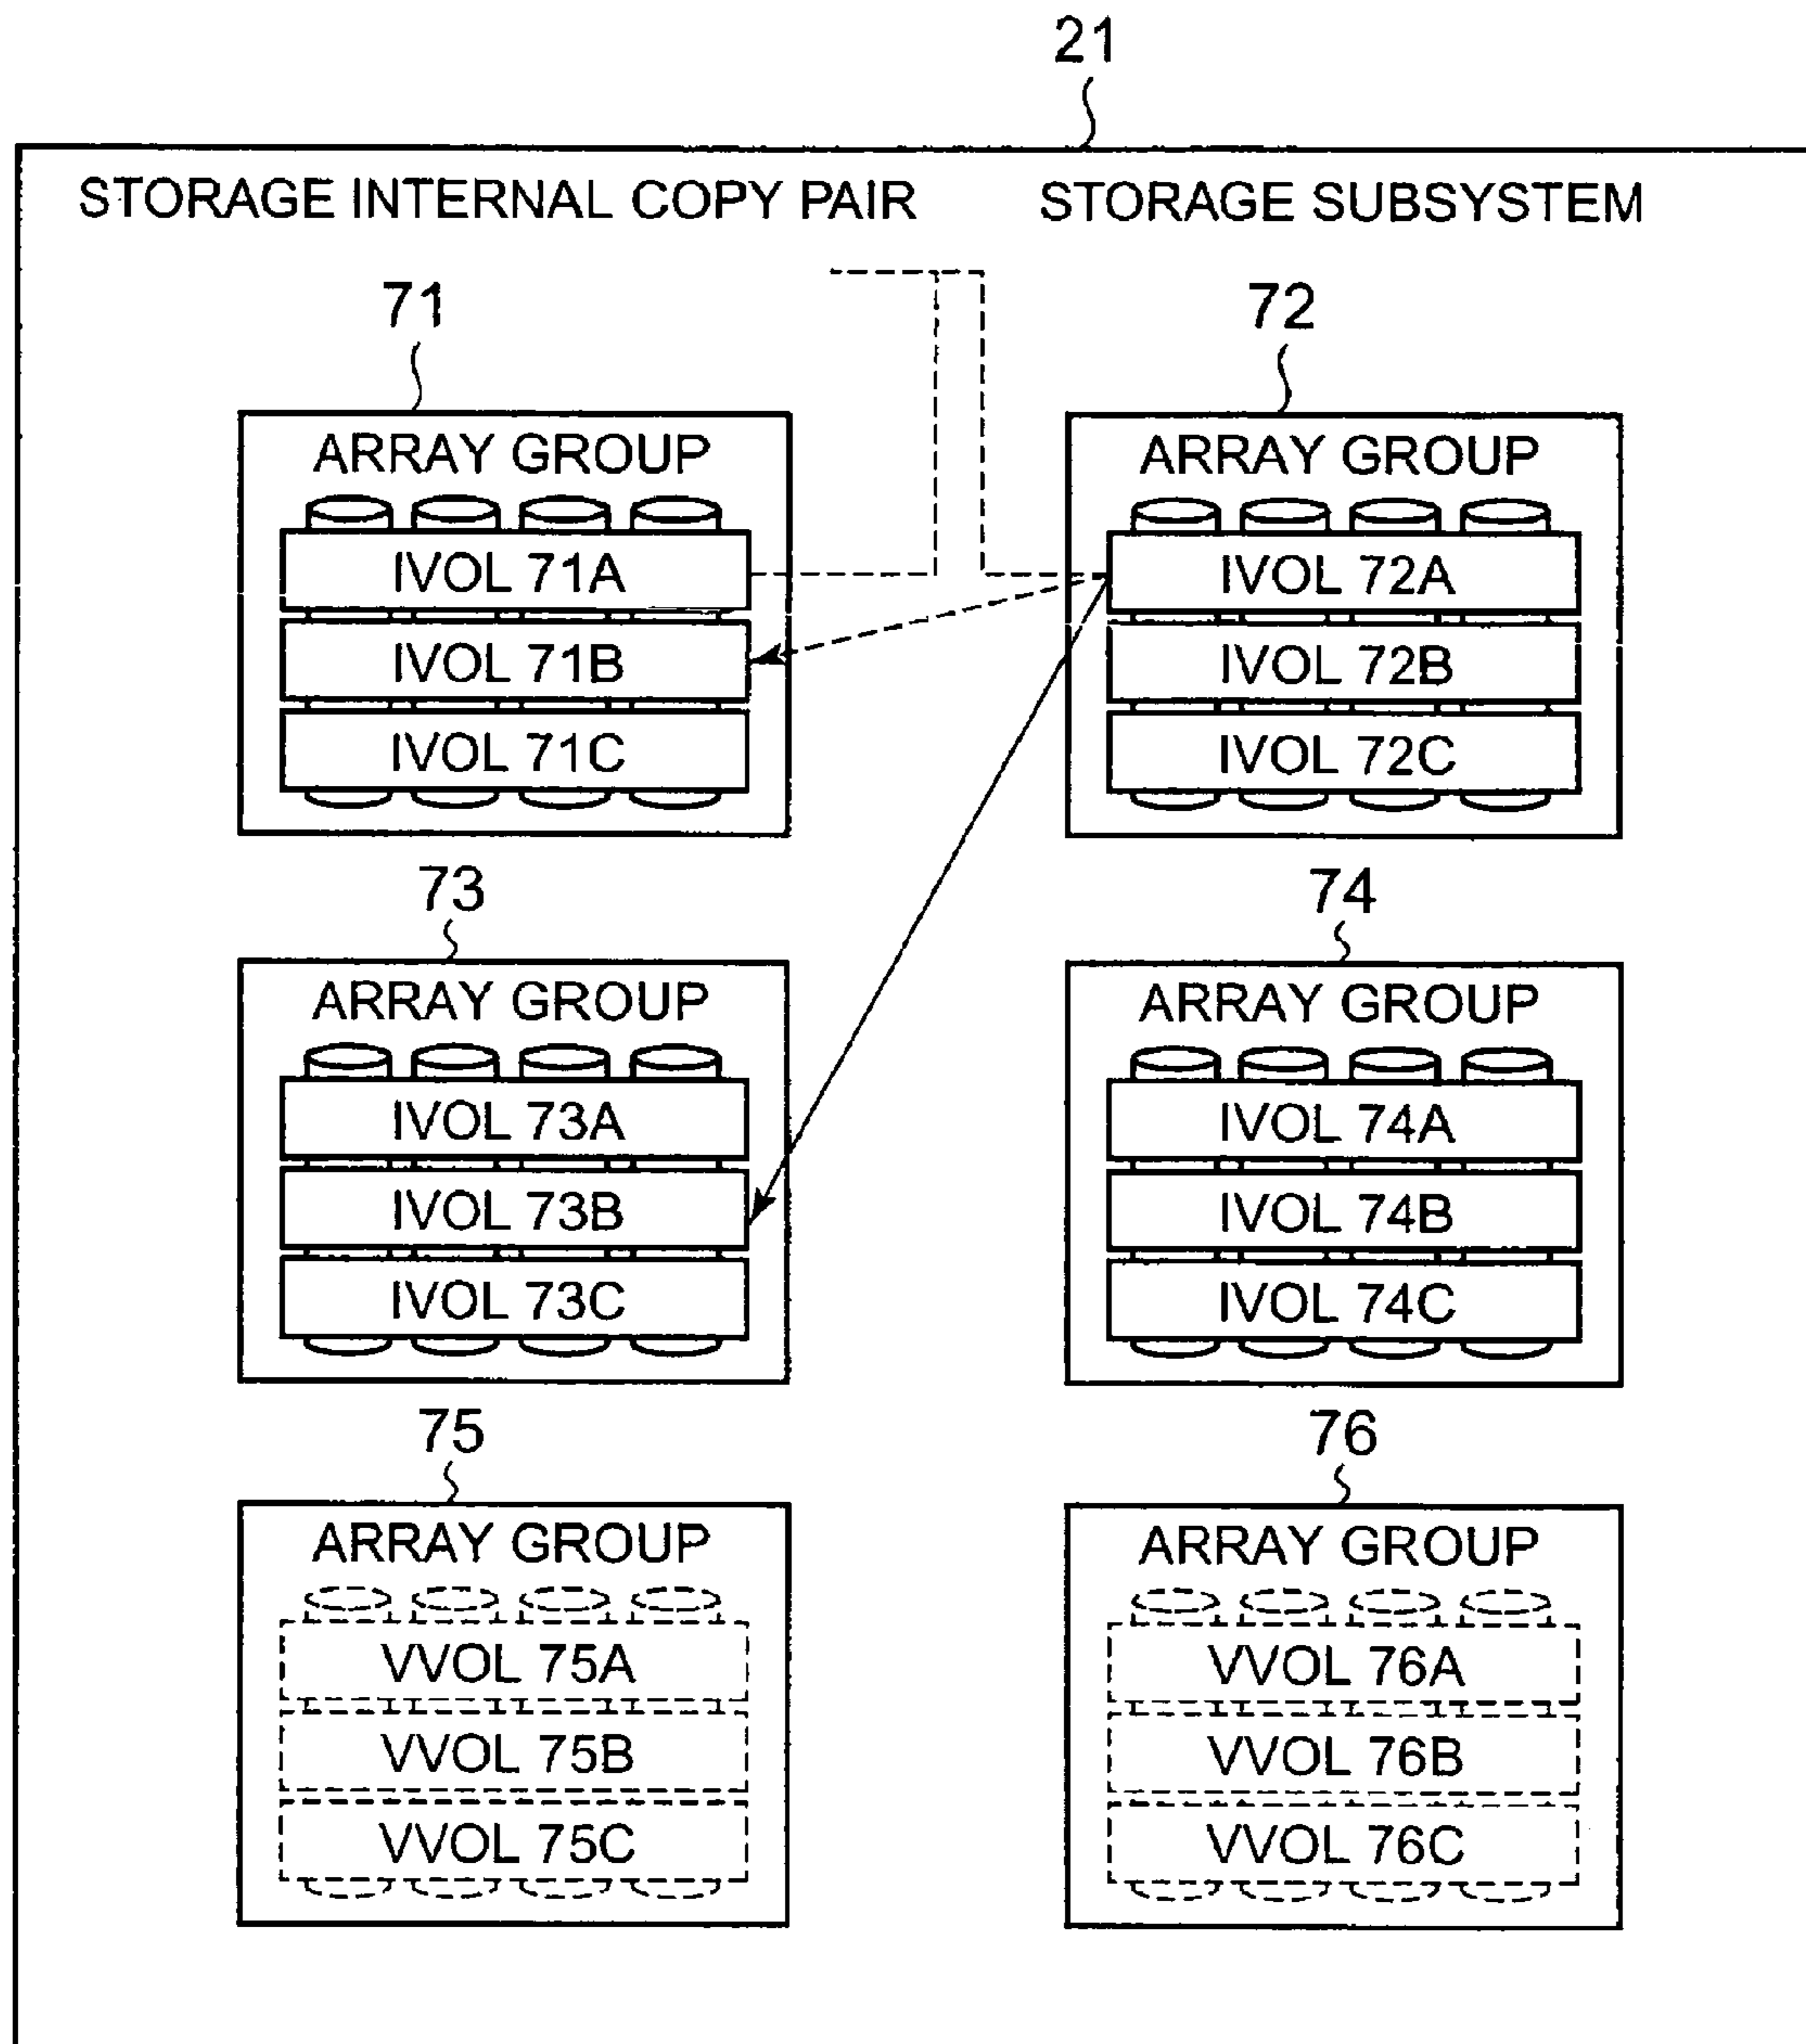 21
STORAGE INTERNAL COPY PAIR STORAGE SUBSYSTEM
71
ARRAY GROUP
IVOL 71A
IVOL 71B
IVOL 71C
72
ARRAY GROUP
IVOL 72A
IVOL 72B
IVOL 72C
73
ARRAY GROUP
IVOL 73A
IVOL 73B
IVOL 73C
74
ARRAY GROUP
IVOL 74A
IVOL 74B
IVOL 74C
75
ARRAY GROUP
VVOL 75A
VVOL 75B
VVOL 75C
76
ARRAY GROUP
VVOL 76A
VVOL 76B
VVOL 76C